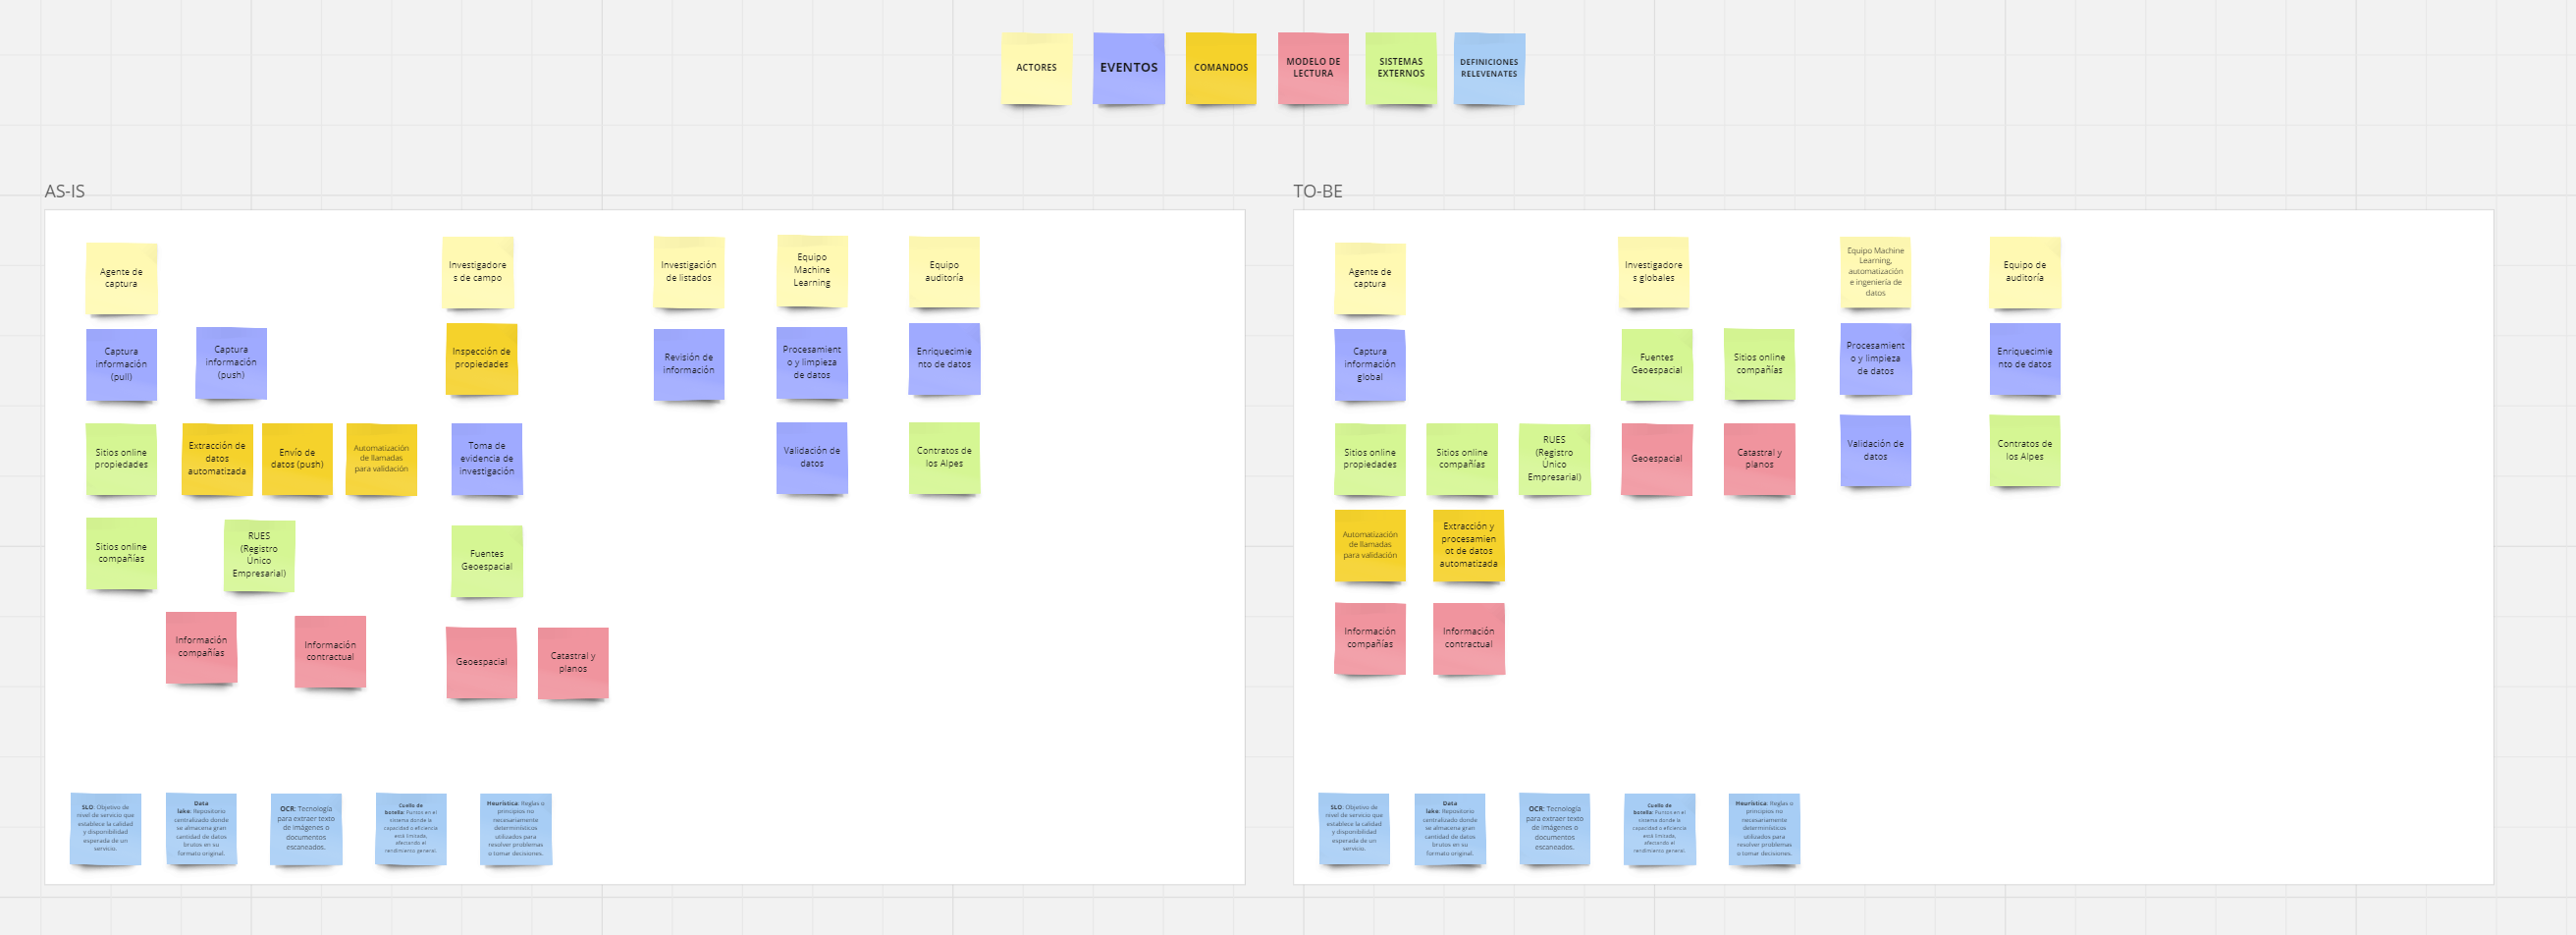 ACTORES
EVENTOS
COMANDOS
MODELO DE
LECTURA
SISTEMAS
EXTERNOS
DEFINICIONES
RELEVENATES
AS-IS
Agente de
captura
Investigadore
s de campo
Investigación
de listados
Equipo
Machine
Learning
Equipo
auditoría
Captura
información
(pull)
Captura
información
(push)
Inspección de
propiedades
Revisión de
información
Procesamient
o y limpieza
de datos
Enriquecimie
nto de datos
Sitios online
propiedades
Extracción de
datos
automatizada
Envío de
datos (push)
Automatización
de llamadas
para validación
Toma de
evidencia de
investigación
Validación de
datos
Contratos de
los Alpes
Sitios online
compañías
RUES
(Registro
Único
Empresarial)
Fuentes
Geoespacial
Información
compañías
Información
contractual
Geoespacial
Catastral y
planos
SLO: Objetivo de
nivel de servicio que
establece la calidad
y disponibilidad
esperada de un
servicio.
Data
lake: Repositorio
centralizado donde
se almacena gran
cantidad de datos
brutos en su
formato original.
OCR: Tecnología
para extraer texto
de imágenes o
documentos
escaneados.
Cuello de
botella: Puntos en el
sistema donde la
capacidad o eficiencia
está limitada,
afectando el
rendimiento general.
Heurística: Reglas o
principios no
necesariamente
determinísticos
utilizados para
resolver problemas
o tomar decisiones.
TO-BE
Agente de
captura
Investigadore
s globales
Equipo Machine
Learning,
automatización
e ingeniería de
datos
Equipo de
auditoría
Captura
información
global
Fuentes
Geoespacial
Sitios online
compañías
Procesamient
o y limpieza
de datos
Enriquecimie
nto de datos
Sitios online
propiedades
Sitios online
compañías
RUES
(Registro
Único
Empresarial)
Geoespacial
Catastral y
planos
Validación de
datos
Contratos de
los Alpes
Automatización
de llamadas
para validación
Extracción y
procesamien
ot de datos
automatizada
Información
compañías
Información
contractual
SLO: Objetivo de
nivel de servicio que
establece la calidad
y disponibilidad
esperada de un
servicio.
Data
lake: Repositorio
centralizado donde
se almacena gran
cantidad de datos
brutos en su
formato original.
OCR: Tecnología
para extraer texto
de imágenes o
documentos
escaneados.
Cuello de
botella: Puntos en el
sistema donde la
capacidad o eficiencia
está limitada,
afectando el
rendimiento general.
Heurística: Reglas o
principios no
necesariamente
determinísticos
utilizados para
resolver problemas
o tomar decisiones.